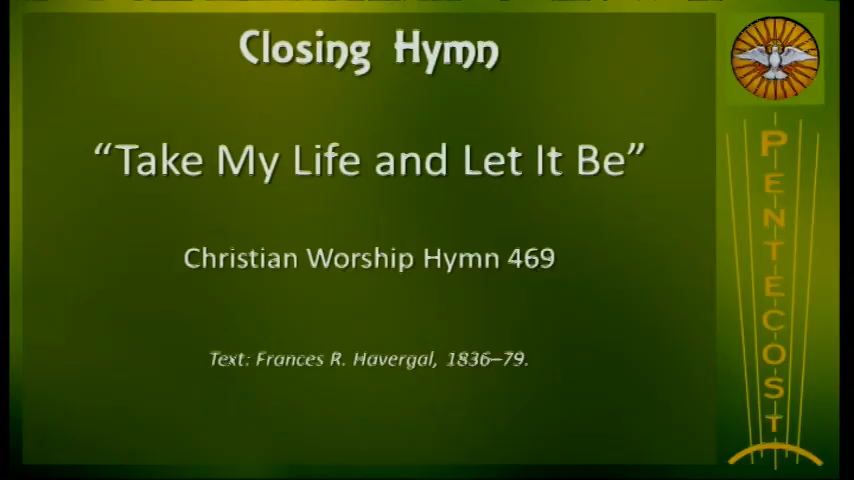 Closing Hymn
“Take My Life and Let It Be”
Christian Worship Hymn 469
Text: Frances R. Havergal, 1836–79.
PENTECOST